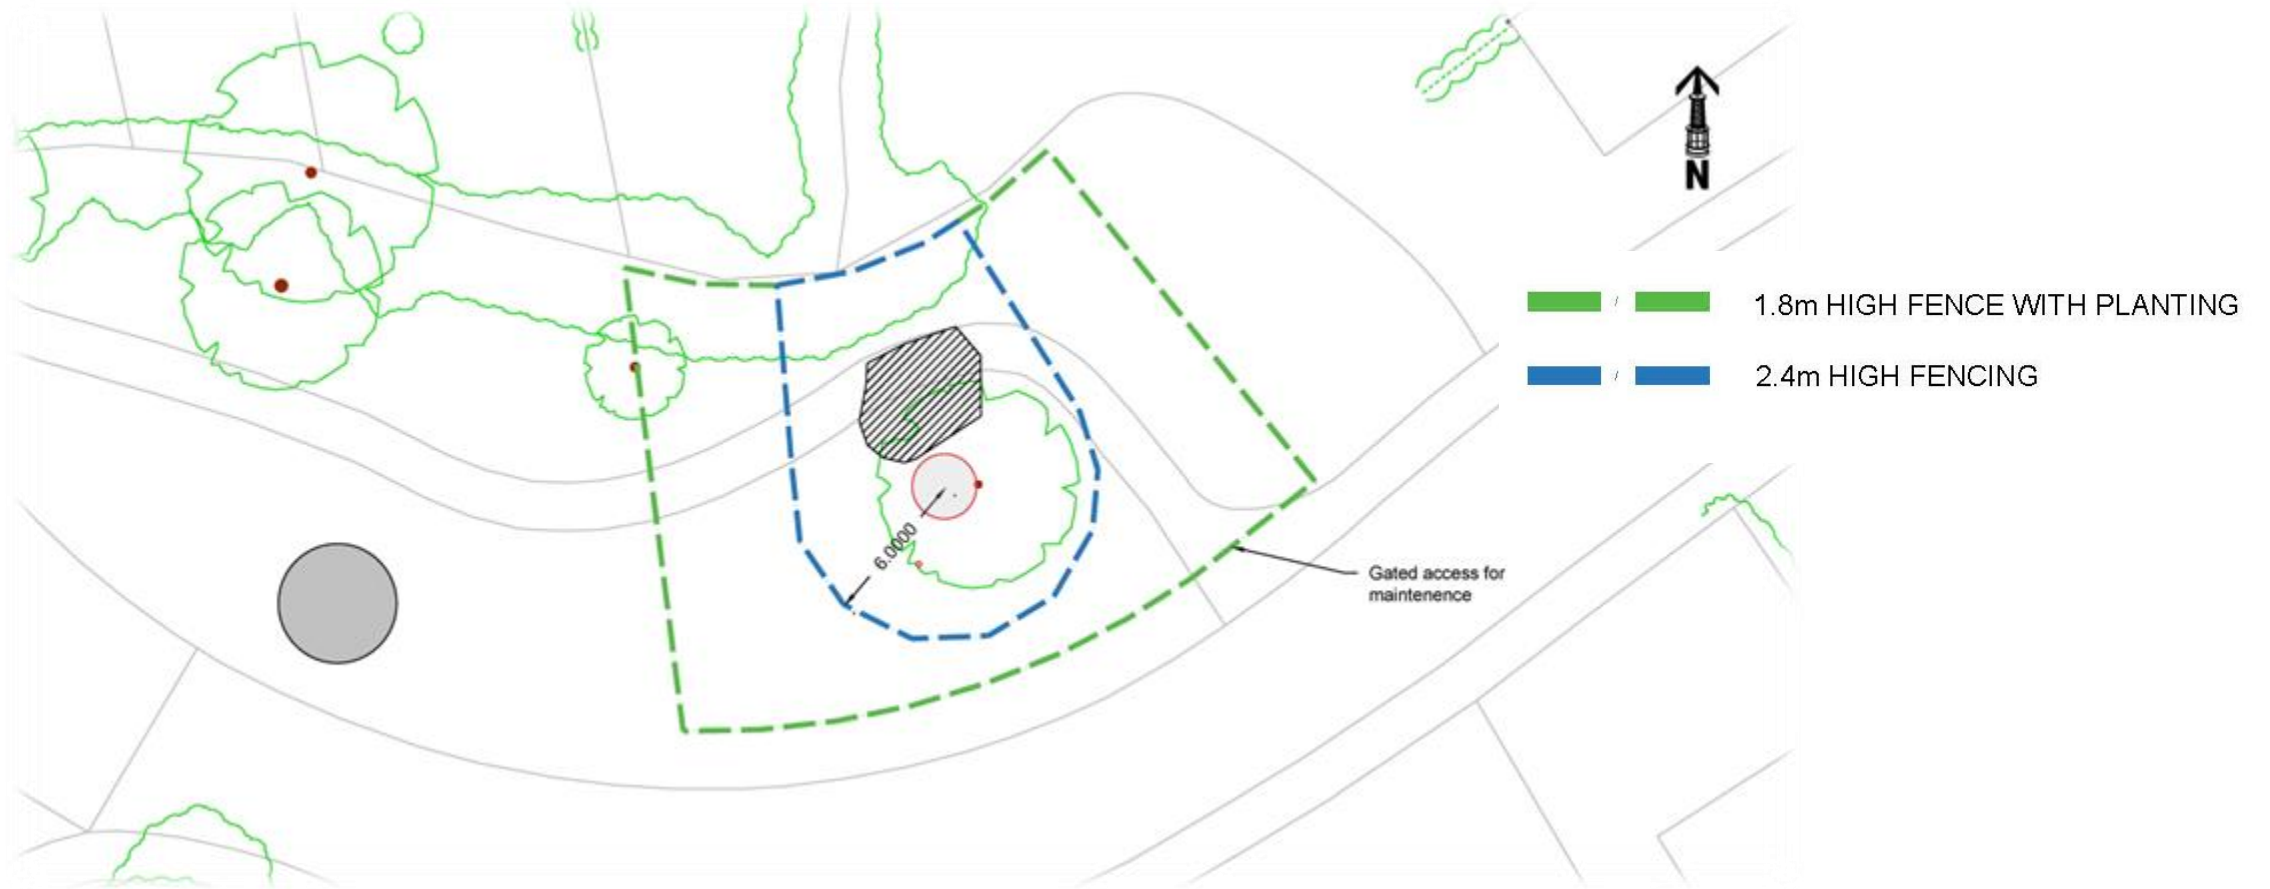 N
1.8m HIGH FENCE WITH PLANTING
2.4m HIGH FENCING
6.0000
Gated access for
maintenence